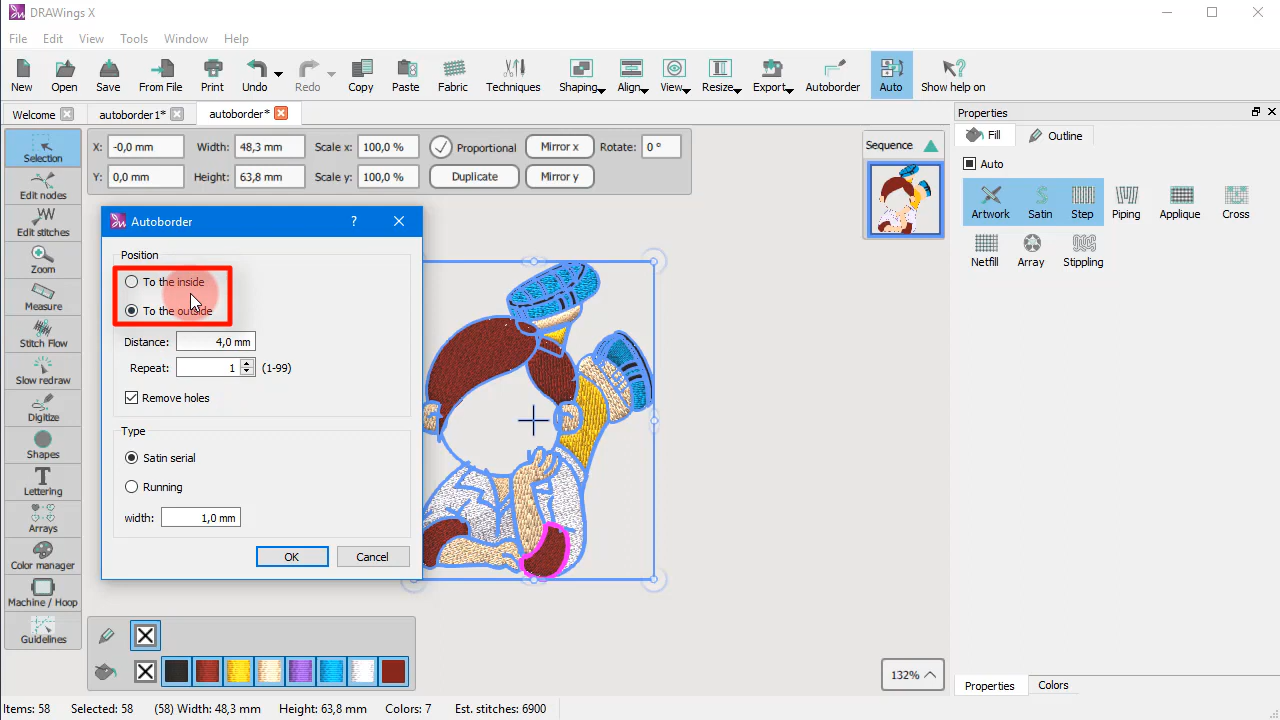 DRAWings X
File Edit View Tools Window Help
New Open Save From File Print Undo Redo Copy Paste Fabric Techniques Shaping Align View Resize Export Autoborder Auto Show help on
Welcome autoborder1* autoborder*
Properties
Fill Outline
Auto
Artwork Satin Step Piping Applique Cross
Netfill Array Stippling
Selection
Edit nodes
Edit stitches
Zoom
Measure
Stitch Flow
Slow redraw
Digitize
Shapes
Lettering
Arrays
Color manager
Machine / Hoop
Guidelines
X: -0,0 mm Width: 48,3 mm Scale x: 100,0 % Proportional Mirror x Rotate: 0 °
Y: 0,0 mm Height: 63,8 mm Scale y: 100,0 % Duplicate Mirror y
Sequence
Autoborder ?
Position
To the inside
To the outside
Distance: 4,0 mm
Repeat: 1 (1-99)
Remove holes
Type
Satin serial
Running
width: 1,0 mm
OK Cancel
132%
Properties Colors
Items: 58 Selected: 58 (58) Width: 48,3 mm Height: 63,8 mm Colors: 7 Est. stitches: 6900